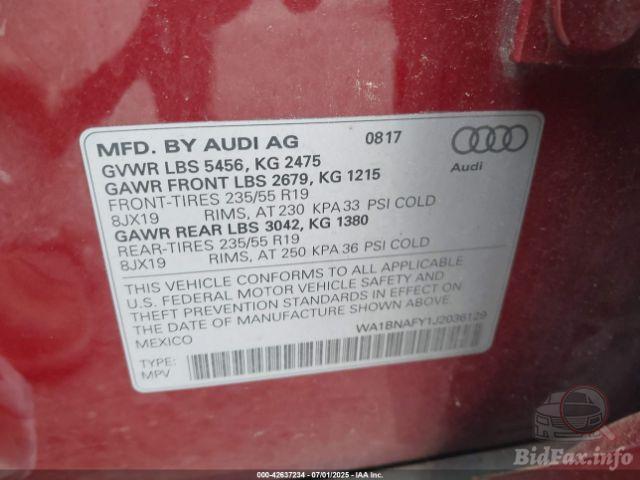 MFD. BY AUDI AG 0817 Audi
GVWR LBS 5456, KG 2475
GAWR FRONT LBS 2679, KG 1215
FRONT-TIRES 235/55 R19
8JX19 RIMS, AT 230 KPA 33 PSI COLD
GAWR REAR LBS 3042, KG 1380
REAR-TIRES 235/55 R19
8JX19 RIMS, AT 250 KPA 36 PSI COLD
THIS VEHICLE CONFORMS TO ALL APPLICABLE
U.S. FEDERAL MOTOR VEHICLE SAFETY
STANDARDS IN EFFECT ON
THE DATE OF MANUFACTURE SHOWN ABOVE.
MEXICO WA1BNAFY1J2036129
TYPE:
MPV
BidFax.info
000-42637234 - 07/01/2025 - IAA Inc.